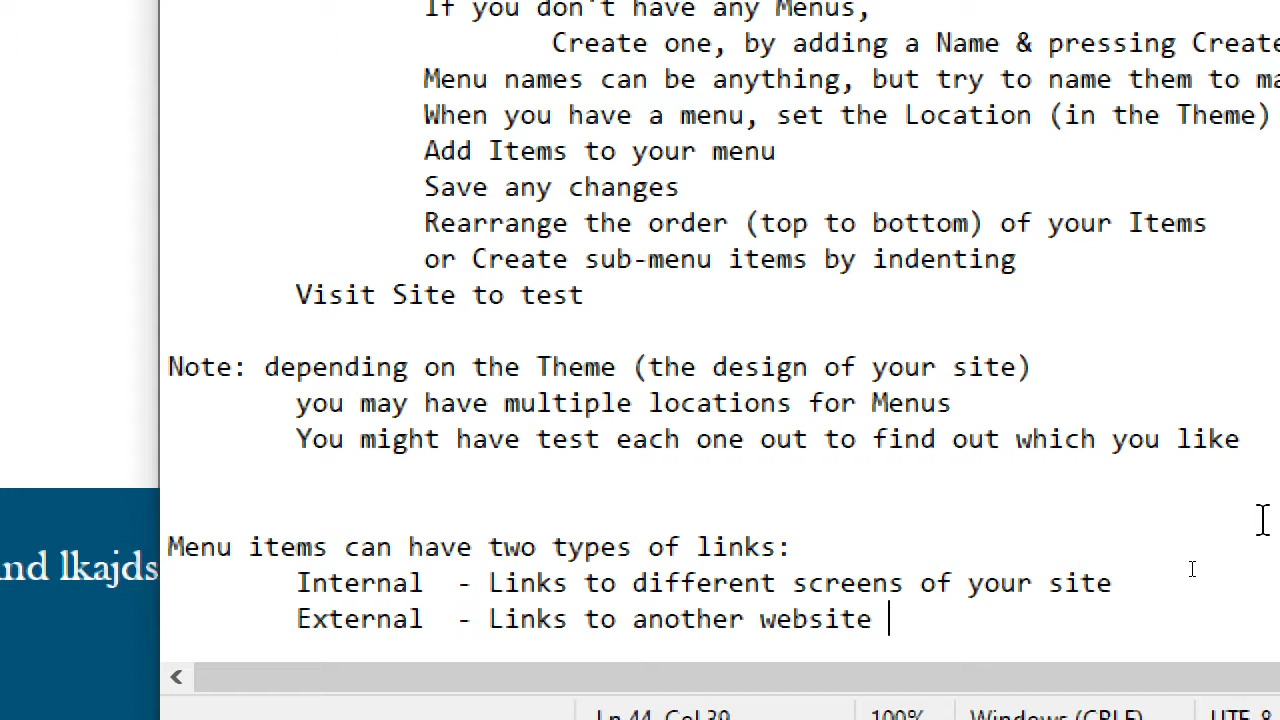 If you don't have any Menus,
Create one, by adding a Name & pressing Create
Menu names can be anything, but try to name them to
When you have a menu, set the Location (in the Theme)
Add Items to your menu
Save any changes
Rearrange the order (top to bottom) of your Items
or Create sub-menu items by indenting
Visit Site to test
Note: depending on the Theme (the design of your site)
you may have multiple locations for Menus
You might have test each one out to find out which you like
Menu items can have two types of links:
nd lkajds
Internal - Links to different screens of your site
External - Links to another website
Ln 44, Col 39 100% Windows (CRLF) UTF-8